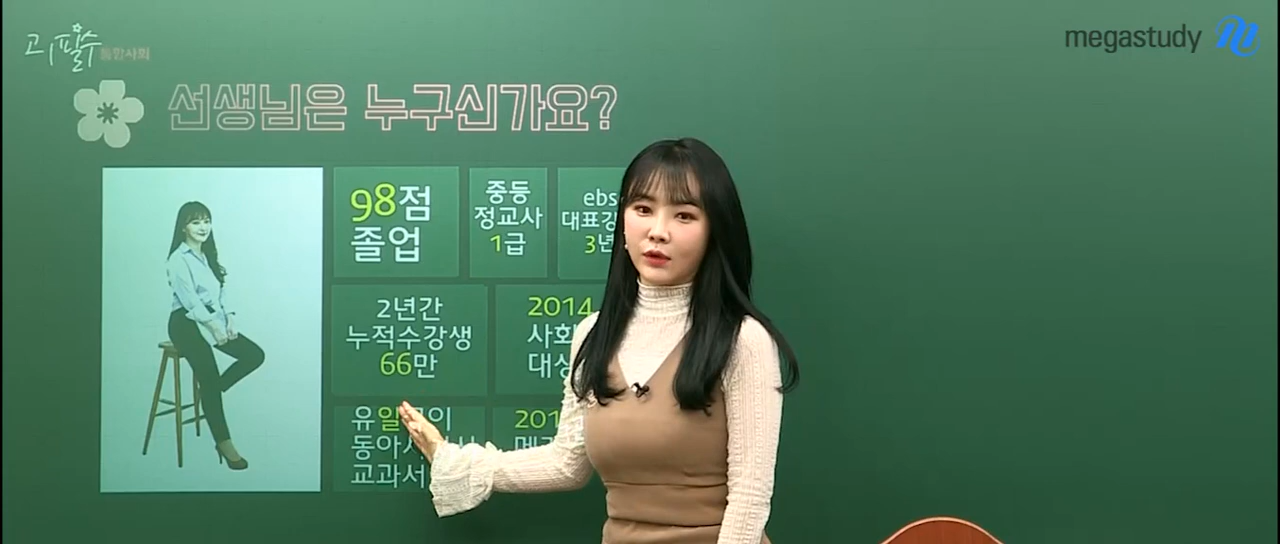 고1필수
통합사회
megastudy
선생님은 누구신가요?
98점
졸업
중등
정교사
1급
ebs
대표강
3년
2년간
누적수강생
66만
2014
사회
대상
동아
교과서
201